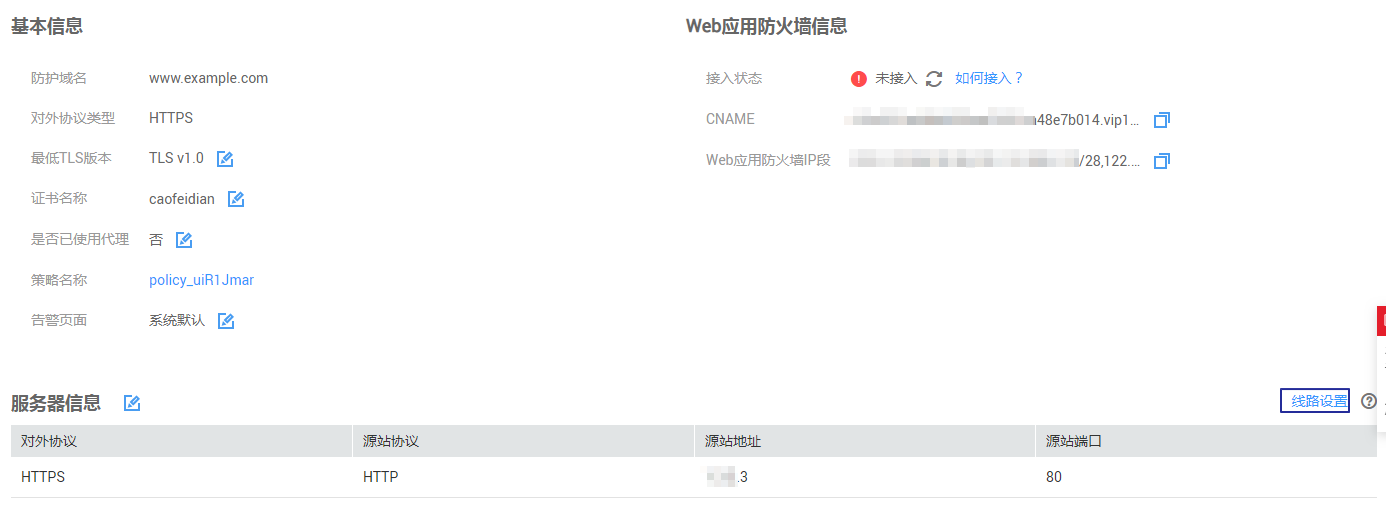 基本信息
防护域名 www.example.com
对外协议类型 HTTPS
最低TLS版本 TLS v1.0
证书名称 caofeidian
是否已使用代理 否
策略名称 policy_uiR1Jmar
告警页面 系统默认
Web应用防火墙信息
接入状态 未接入 如何接入？
CNAME a48e7b014.vip1...
Web应用防火墙IP段 /28,122....
服务器信息
线路设置
对外协议 源站协议 源站地址 源站端口
HTTPS HTTP .3 80